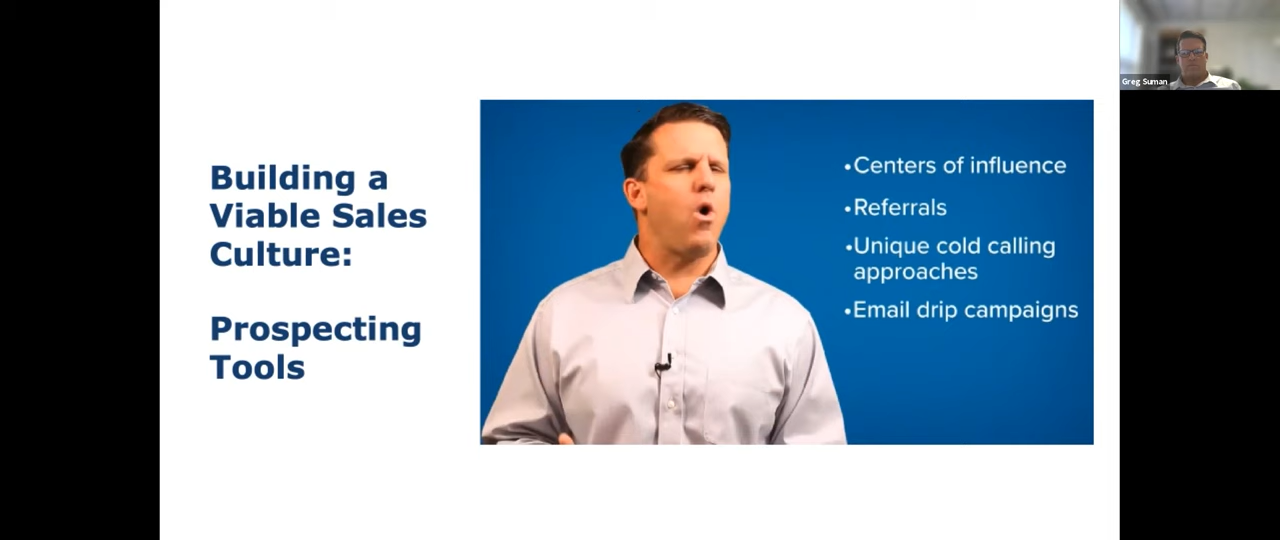 Building a
Viable Sales
Culture:
Prospecting
Tools
•Centers of influence
•Referrals
•Unique cold calling
approaches
•Email drip campaigns
Greg Suman